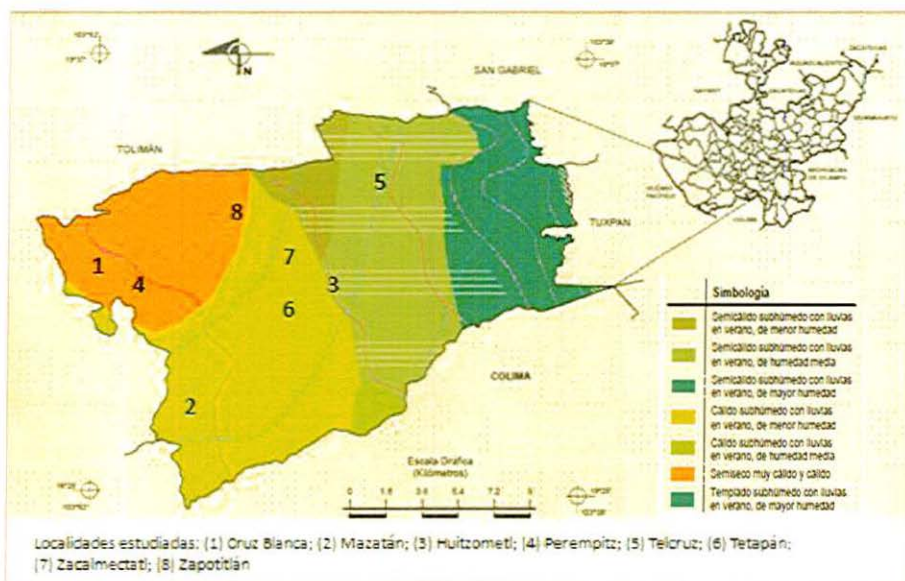 SAN GABRIEL
TOLIMÁN
TUXPAN
COLIMA
N
5
8
7
1
4
3
6
2
Simbología
Semicálido subhúmedo con lluvias
en verano, de menor humedad
Semicálido subhúmedo con lluvias
en verano, de humedad media
Semicálido subhúmedo con lluvias
en verano, de mayor humedad
Cálido subhúmedo con lluvias
en verano, de menor humedad
Cálido subhúmedo con lluvias
en verano, de humedad media
Semiseco muy cálido y cálido
Templado subhúmedo con lluvias
en verano, de mayor humedad
Escala Gráfica
(Kilómetros)
0 1.8 3.6 5.4 7.2 9
Localidades estudiadas: (1) Cruz Blanca; (2) Mazatán; (3) Huitzometl; (4) Perempitz; (5) Telcruz; (6) Tetapán;
(7) Zacalmectatl; (8) Zapotitlán